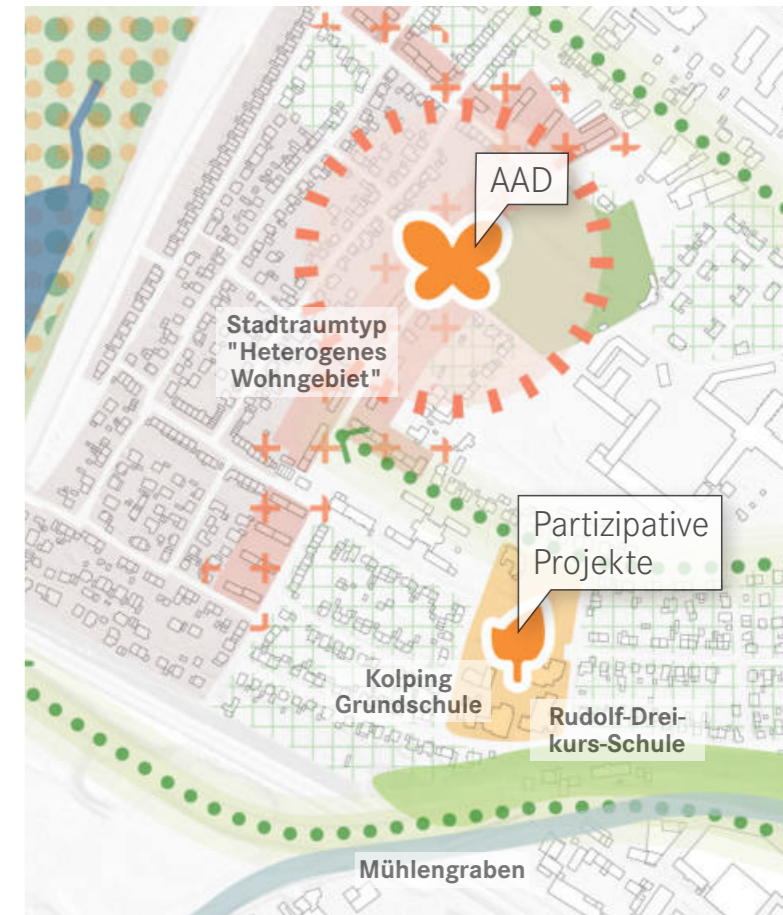 AAD
Stadtraumtyp
"Heterogenes
Wohngebiet"
Partizipative
Projekte
Kolping
Grundschule
Rudolf-Drei-
kurs-Schule
Mühlengraben